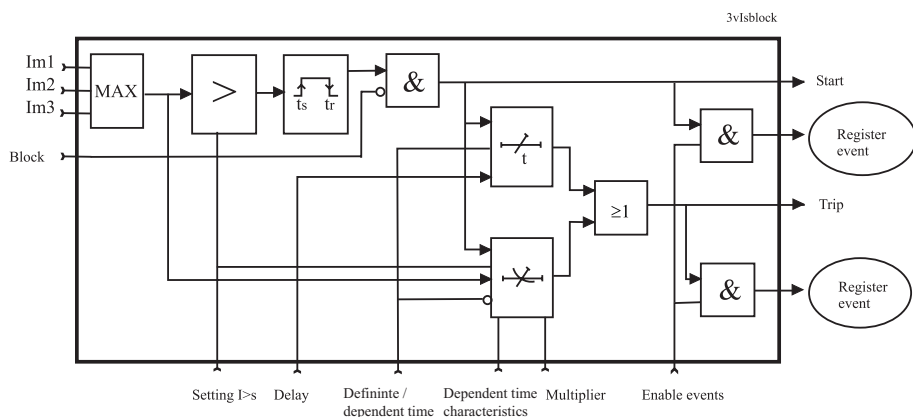 3vIsblock
Im1
Im2
Im3
MAX
>
ts tr
&
Start
Block
t
&
Register
event
≥1
Trip
&
Register
event
Setting I>s
Delay
Defininte /
dependent time
Dependent time
characteristics
Multiplier
Enable events